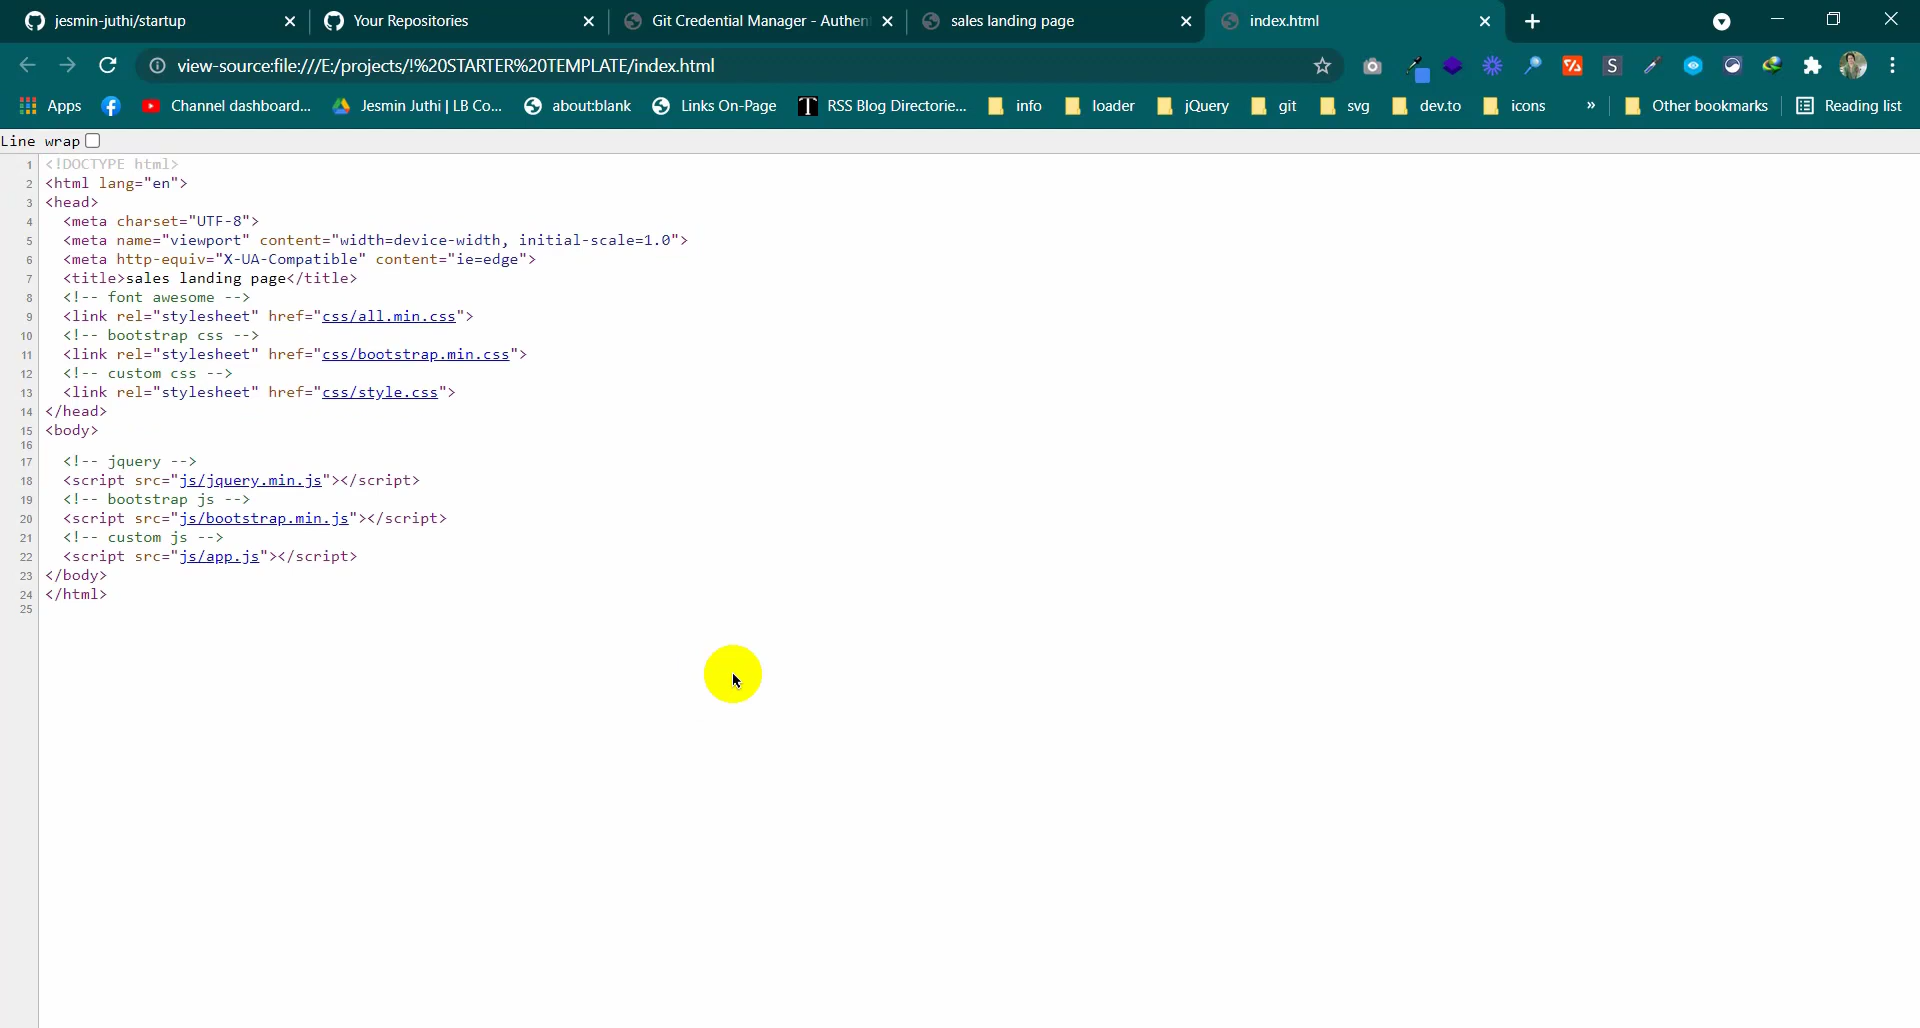 jesmin-juthi/startup
Your Repositories
Git Credential Manager - Authen
sales landing page
index.html
view-source:file:///E:/projects/!%20STARTER%20TEMPLATE/index.html
S
Apps
Channel dashboard...
Jesmin Juthi | LB Co...
about:blank
Links On-Page
T
RSS Blog Directorie...
info
loader
jQuery
git
svg
dev.to
icons
»
Other bookmarks
Reading list
Line wrap
1 <!DOCTYPE html>
2 <html lang="en">
3 <head>
4 <meta charset="UTF-8">
5 <meta name="viewport" content="width=device-width, initial-scale=1.0">
6 <meta http-equiv="X-UA-Compatible" content="ie=edge">
7 <title>sales landing page</title>
8 <!-- font awesome -->
9 <link rel="stylesheet" href="css/all.min.css">
10 <!-- bootstrap css -->
11 <link rel="stylesheet" href="css/bootstrap.min.css">
12 <!-- custom css -->
13 <link rel="stylesheet" href="css/style.css">
14 </head>
15 <body>
16
17 <!-- jquery -->
18 <script src="js/jquery.min.js"></script>
19 <!-- bootstrap js -->
20 <script src="js/bootstrap.min.js"></script>
21 <!-- custom js -->
22 <script src="js/app.js"></script>
23 </body>
24 </html>
25